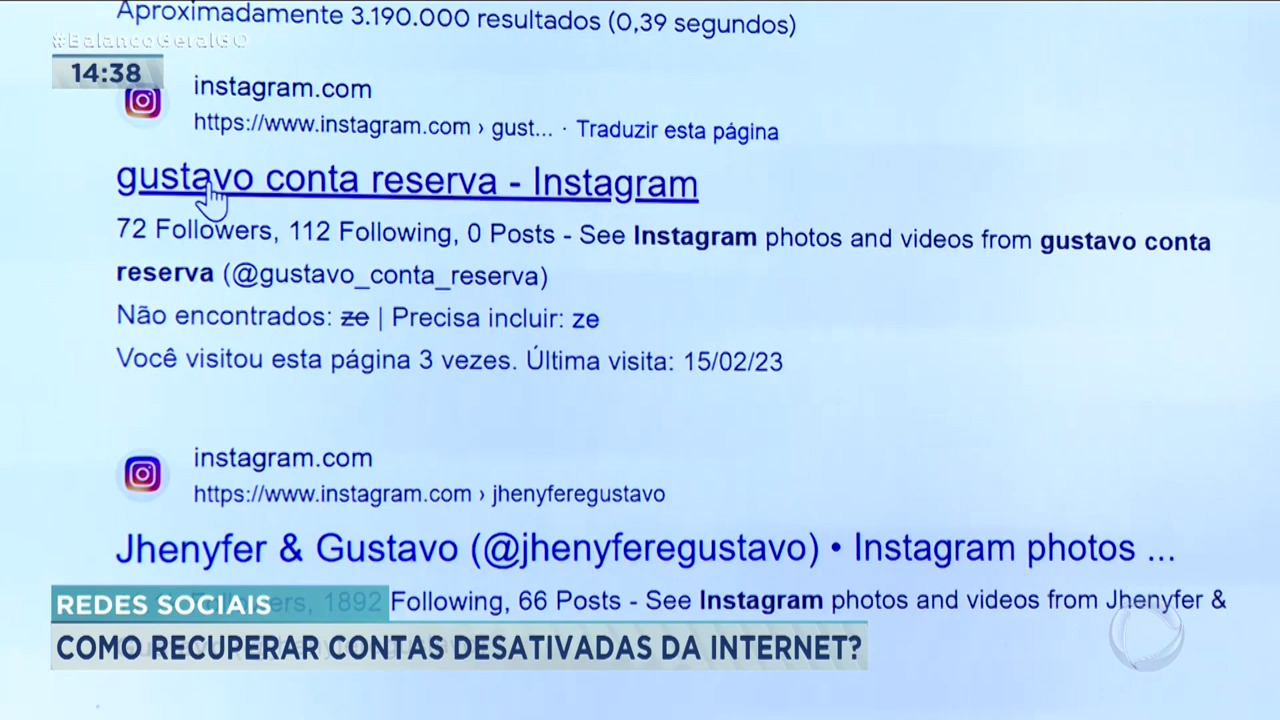 Aproximadamente 3.190.000 resultados (0,39 segundos)
#BalancoGeralGO
14:38
instagram.com
https://www.instagram.com › gust... · Traduzir esta página
gustavo conta reserva - Instagram
72 Followers, 112 Following, 0 Posts - See Instagram photos and videos from gustavo conta
reserva (@gustavo_conta_reserva)
Não encontrados: ze | Precisa incluir: ze
Você visitou esta página 3 vezes. Última visita: 15/02/23
instagram.com
https://www.instagram.com › jhenyferegustavo
Jhenyfer & Gustavo (@jhenyferegustavo) • Instagram photos ...
1892 Following, 66 Posts - See Instagram photos and videos from Jhenyfer &
REDES SOCIAIS
COMO RECUPERAR CONTAS DESATIVADAS DA INTERNET?